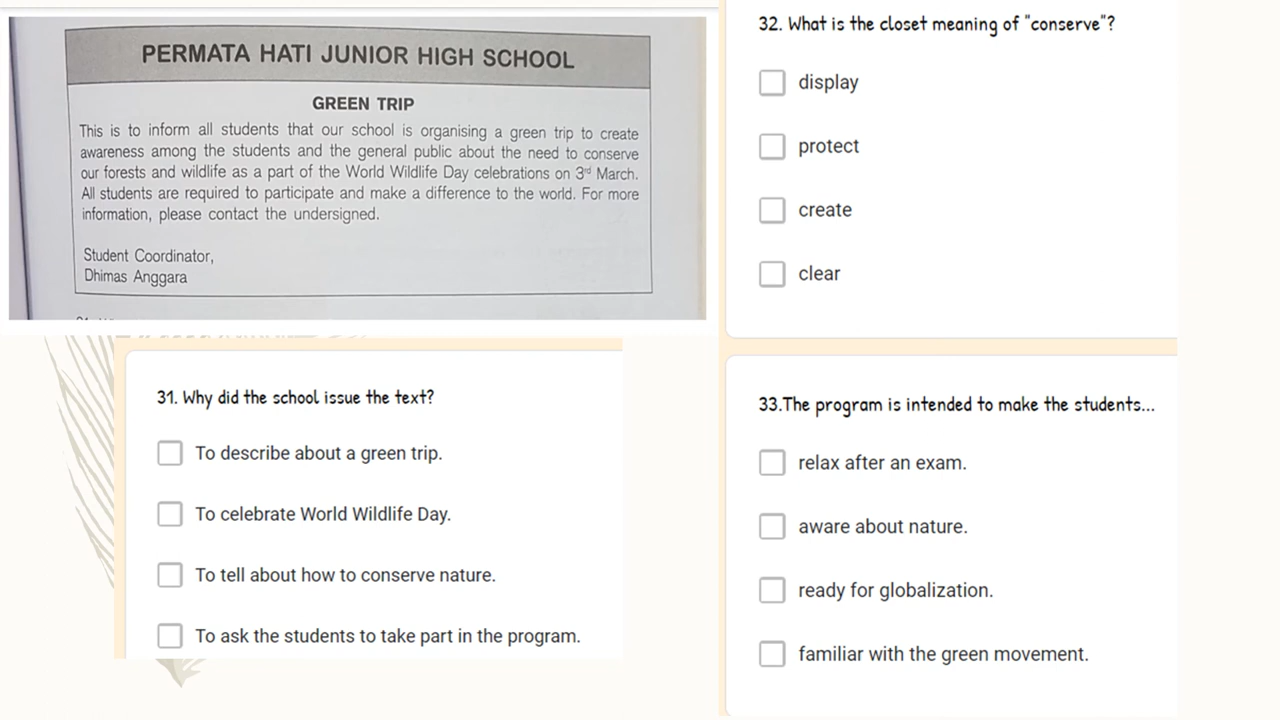 PERMATA HATI JUNIOR HIGH SCHOOL
GREEN TRIP
This is to inform all students that our school is organising a green trip to create
awareness among the students and the general public about the need to conserve
our forests and wildlife as a part of the World Wildlife Day celebrations on 3rd March.
All students are required to participate and make a difference to the world. For more
information, please contact the undersigned.
Student Coordinator,
Dhimas Anggara
31. Why did the school issue the text?
To describe about a green trip.
To celebrate World Wildlife Day.
To tell about how to conserve nature.
To ask the students to take part in the program.
32. What is the closet meaning of "conserve"?
display
protect
create
clear
33.The program is intended to make the students...
relax after an exam.
aware about nature.
ready for globalization.
familiar with the green movement.